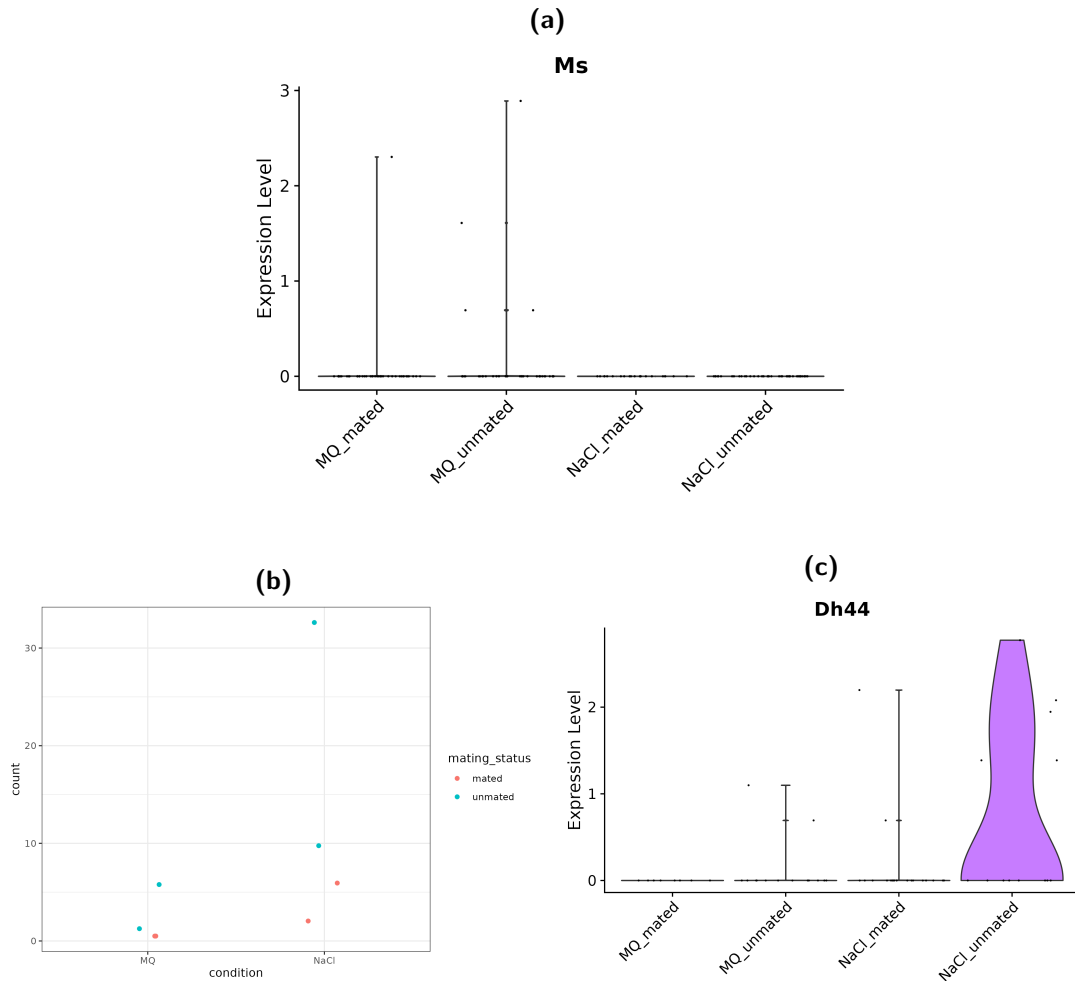 (a)
Ms
Expression Level
3
2
1
0
MQ_mated
MQ_unmated
NaCl_mated
NaCl_unmated
(b)
count
30
20
10
0
MQ
NaCl
condition
mating_status
mated
unmated
(c)
Dh44
Expression Level
2
1
0
MQ_mated
MQ_unmated
NaCl_mated
NaCl_unmated